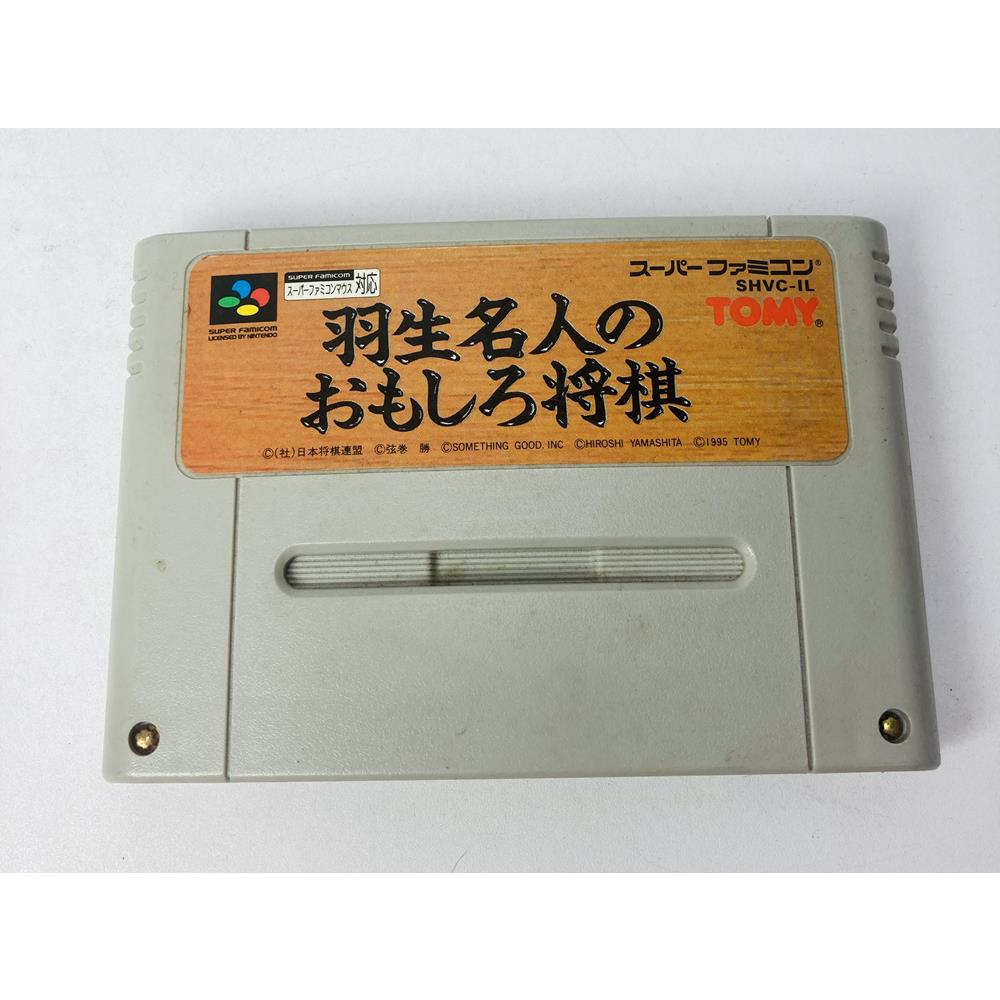 SUPER FAMICOM
スーパーファミコンマウス 対応
スーパーファミコン®
SHVC-IL
TOMY®
SUPER FAMICOM
LICENSED BY NINTENDO
羽生名人の
おもしろ将棋
©(社)日本将棋連盟 ©弦巻 勝 ©SOMETHING GOOD. INC ©HIROSHI YAMASHITA ©1995 TOMY